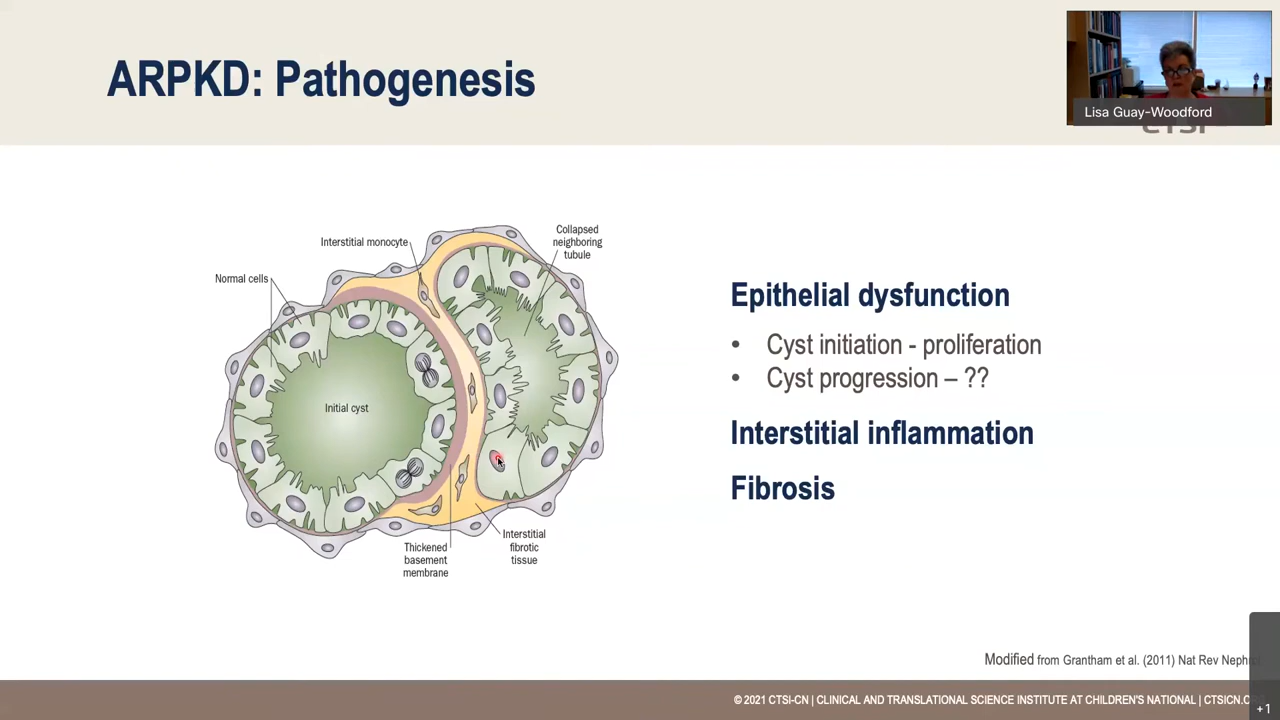 ARPKD: Pathogenesis
Lisa Guay-Woodford
Interstitial monocyte
Collapsed
neighboring
tubule
Normal cells
Initial cyst
Thickened
basement
membrane
Interstitial
fibrotic
tissue
Epithelial dysfunction
• Cyst initiation - proliferation
• Cyst progression – ??
Interstitial inflammation
Fibrosis
Modified from Grantham et al. (2011) Nat Rev
© 2021 CTSI-CN | CLINICAL AND TRANSLATIONAL SCIENCE INSTITUTE AT CHILDREN'S NATIONAL |
+1